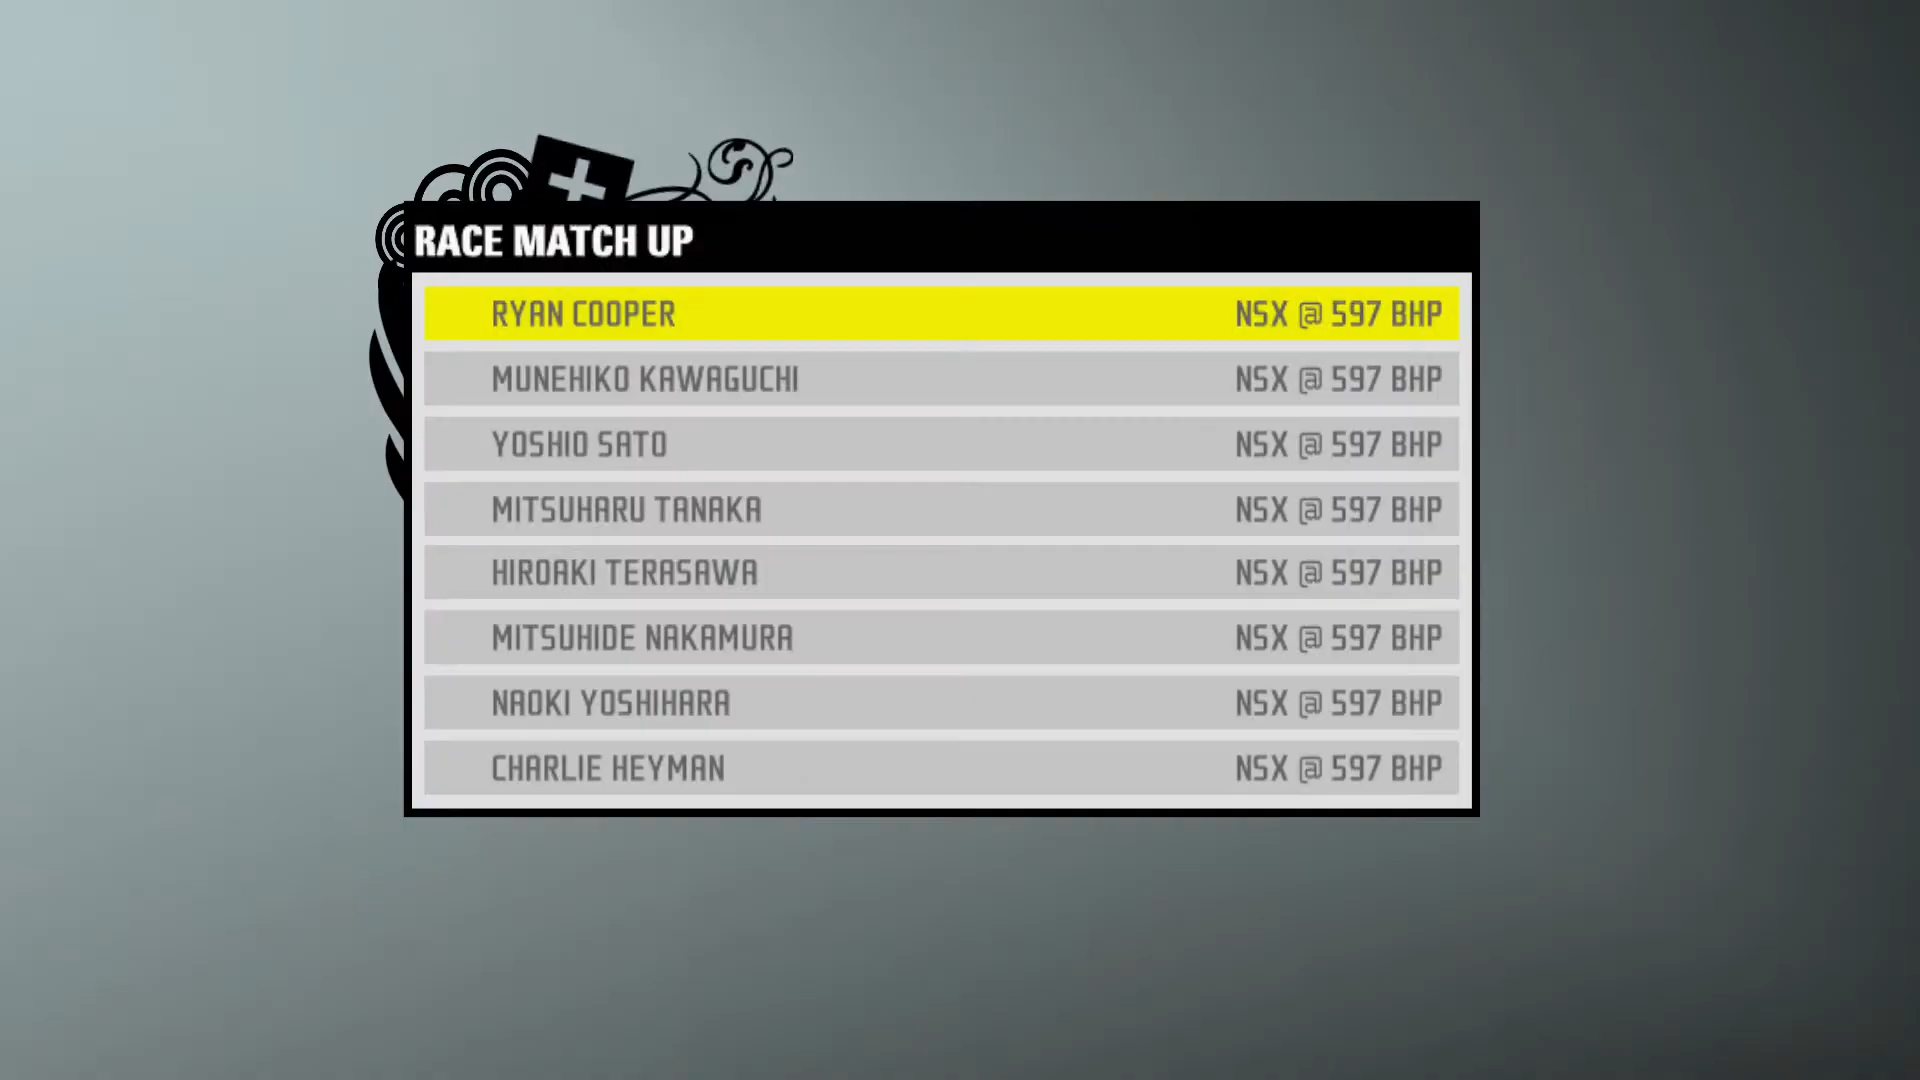 RACE MATCH UP
RYAN COOPER NSX @ 597 BHP
MUNEHIKO KAWAGUCHI NSX @ 597 BHP
YOSHIO SATO NSX @ 597 BHP
MITSUHARU TANAKA NSX @ 597 BHP
HIROAKI TERASAWA NSX @ 597 BHP
MITSUHIDE NAKAMURA NSX @ 597 BHP
NAOKI YOSHIHARA NSX @ 597 BHP
CHARLIE HEYMAN NSX @ 597 BHP